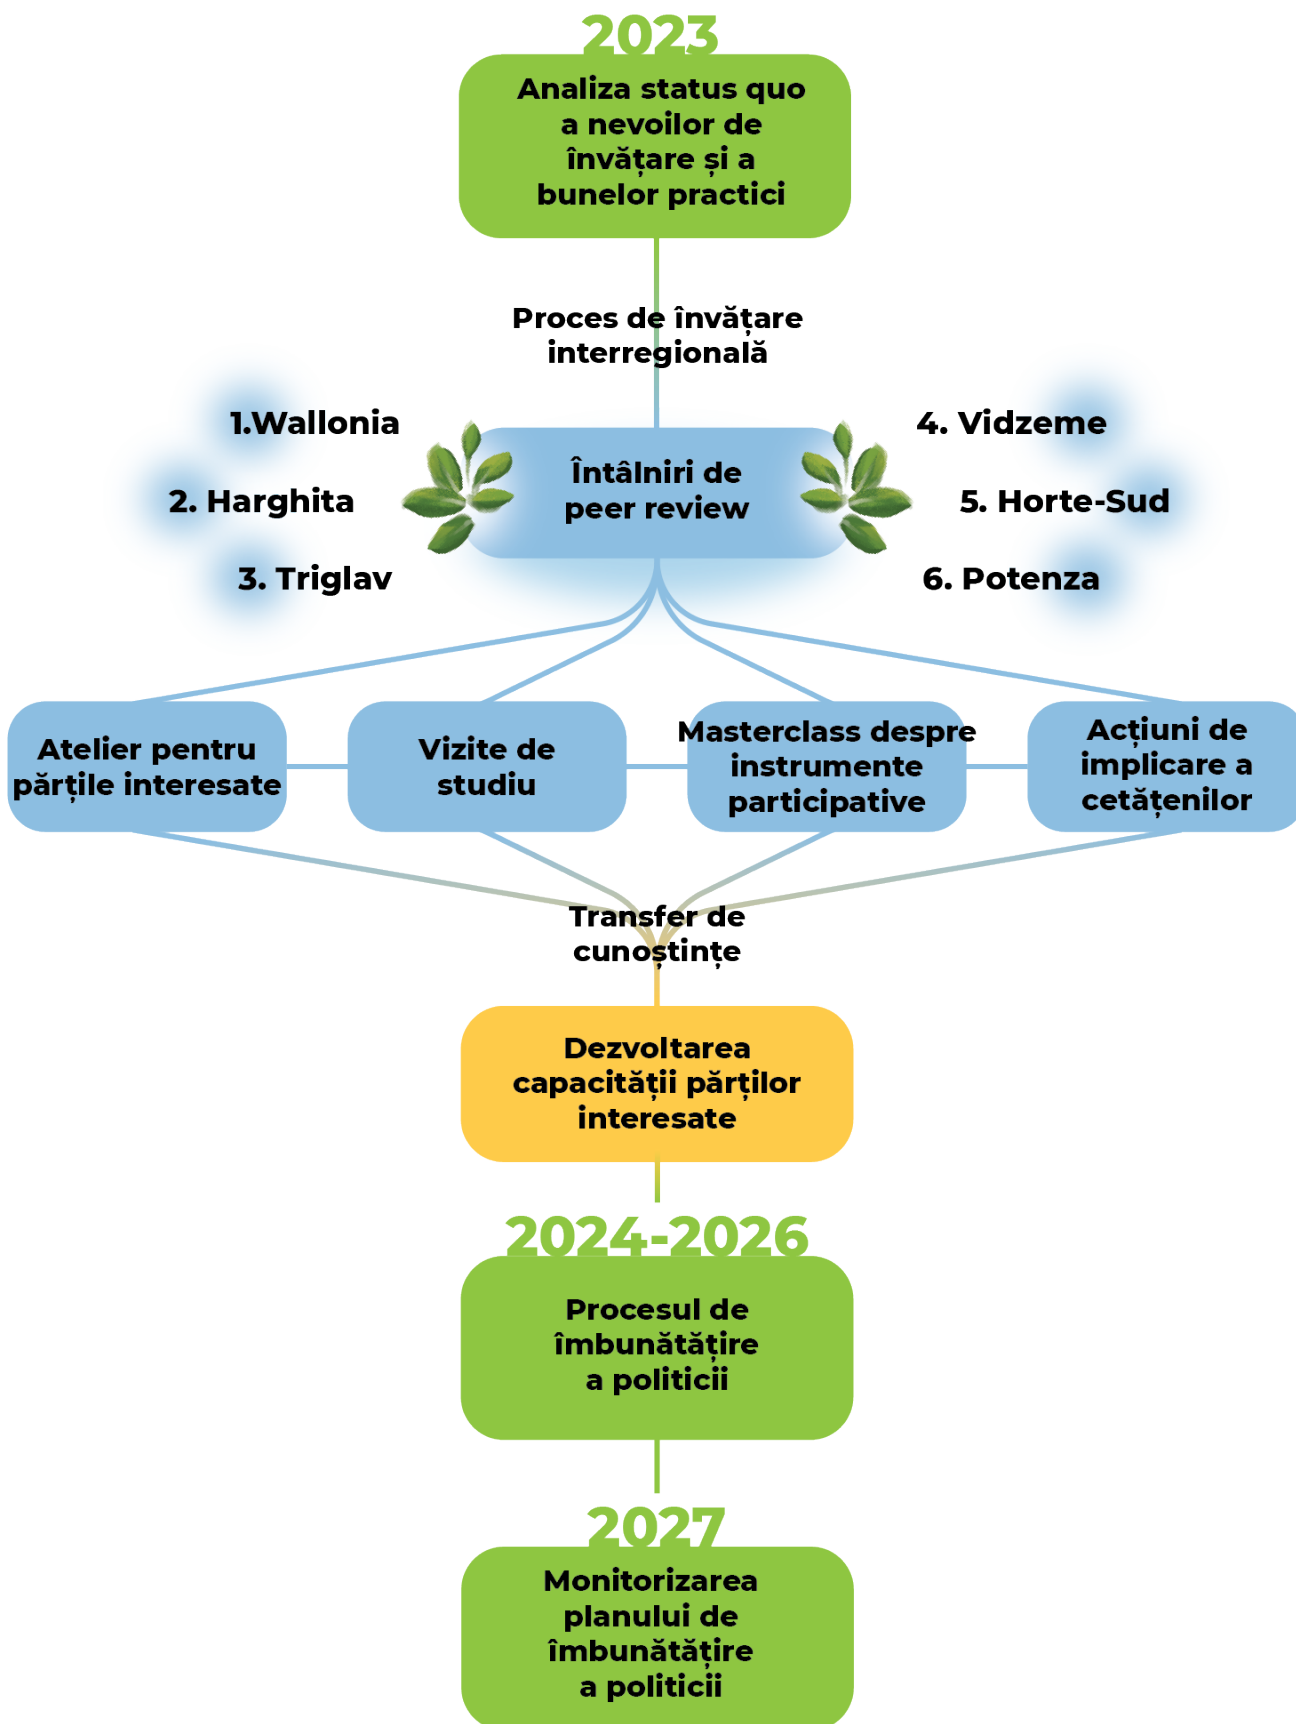 2023
Analiza status quo
a nevoilor de
învățare și a
bunelor practici
Proces de învățare
interregională
1.Wallonia
2. Harghita
3. Triglav
Întâlniri de
peer review
4. Vidzeme
5. Horte-Sud
6. Potenza
Atelier pentru
părțile interesate
Vizite de
studiu
Masterclass despre
instrumente
participative
Acțiuni de
implicare a
cetățenilor
Transfer de
cunoștințe
Dezvoltarea
capacității părților
interesate
2024-2026
Procesul de
îmbunătățire
a politicii
2027
Monitorizarea
planului de
îmbunătățire
a politicii